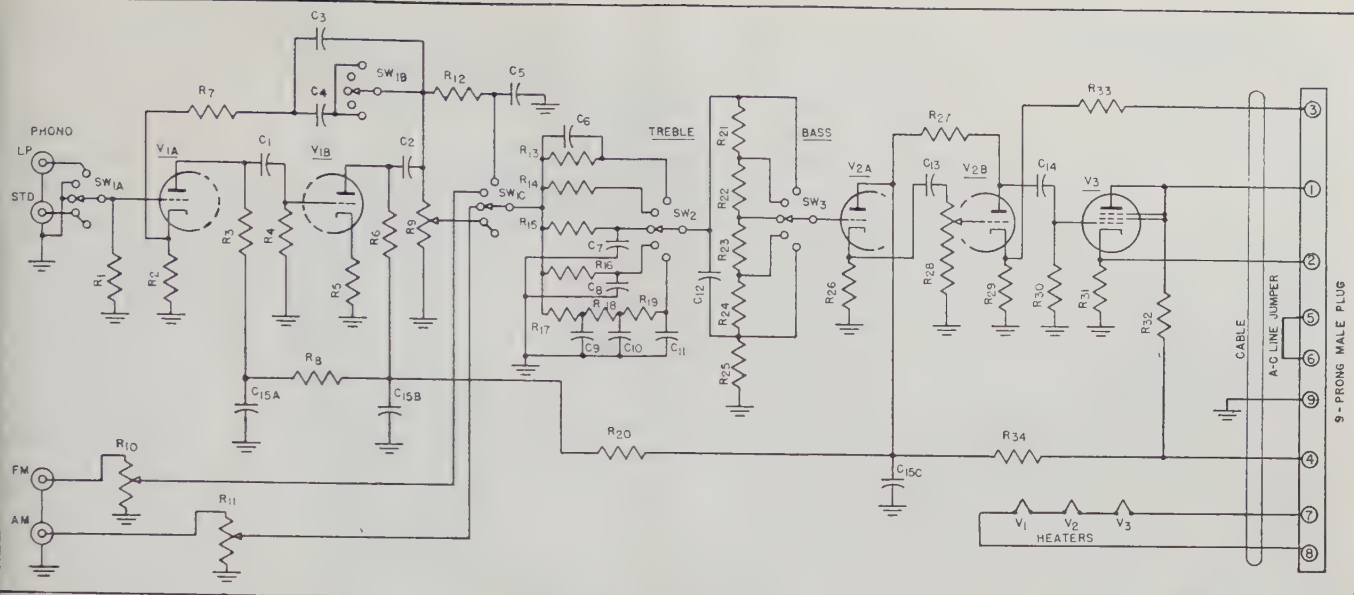 C3
SW1B
C4
R12
C5
R7
R33
3
PHONO
LP
C6
TREBLE
R21
BASS
R27
V1A
C1
V1B
C2
R13
C13
V2B
C14
V3
SW1A
SW1C
R14
R22
V2A
1
STD
SW2
SW3
R15
R3
R4
R6
R9
C7
R23
R28
2
R1
R2
R5
R16
C8
C12
R26
R29
R30
R31
R32
5
R17
R18
R19
R24
CABLE
A-C LINE JUMPER
9-PRONG MALE PLUG
C9
C10
C11
6
R8
R25
C15A
C15B
9
R10
R20
R34
4
FM
C15C
R11
7
AM
V1
V2
V3
HEATERS
8